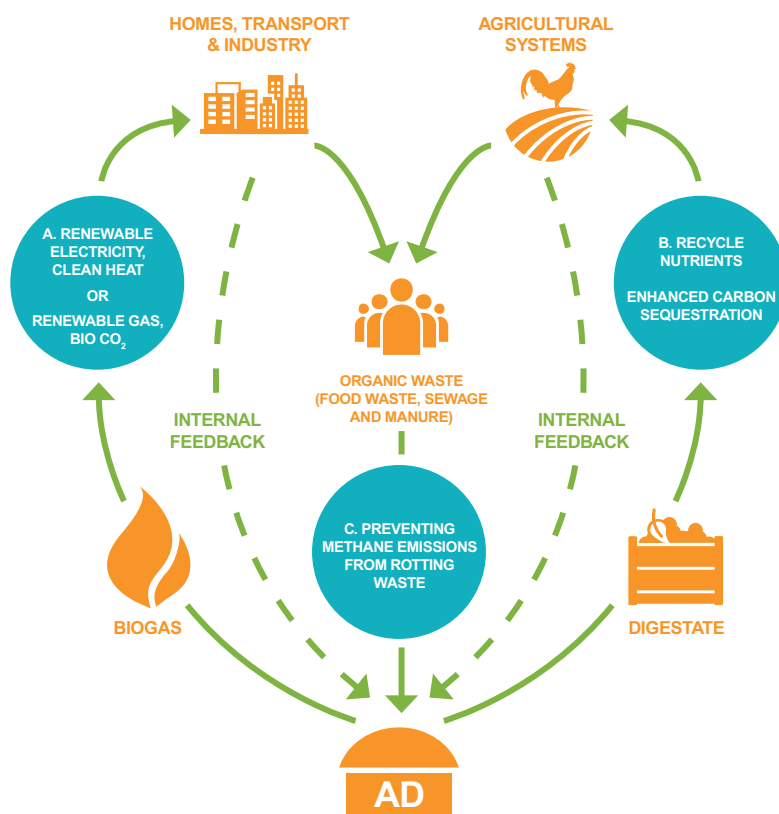 HOMES, TRANSPORT
& INDUSTRY
AGRICULTURAL
SYSTEMS
A. RENEWABLE
ELECTRICITY,
CLEAN HEAT
OR
RENEWABLE GAS,
BIO CO₂
B. RECYCLE
NUTRIENTS
ENHANCED CARBON
SEQUESTRATION
ORGANIC WASTE
(FOOD WASTE, SEWAGE
AND MANURE)
INTERNAL
FEEDBACK
INTERNAL
FEEDBACK
C. PREVENTING
METHANE EMISSIONS
FROM ROTTING
WASTE
BIOGAS
DIGESTATE
AD